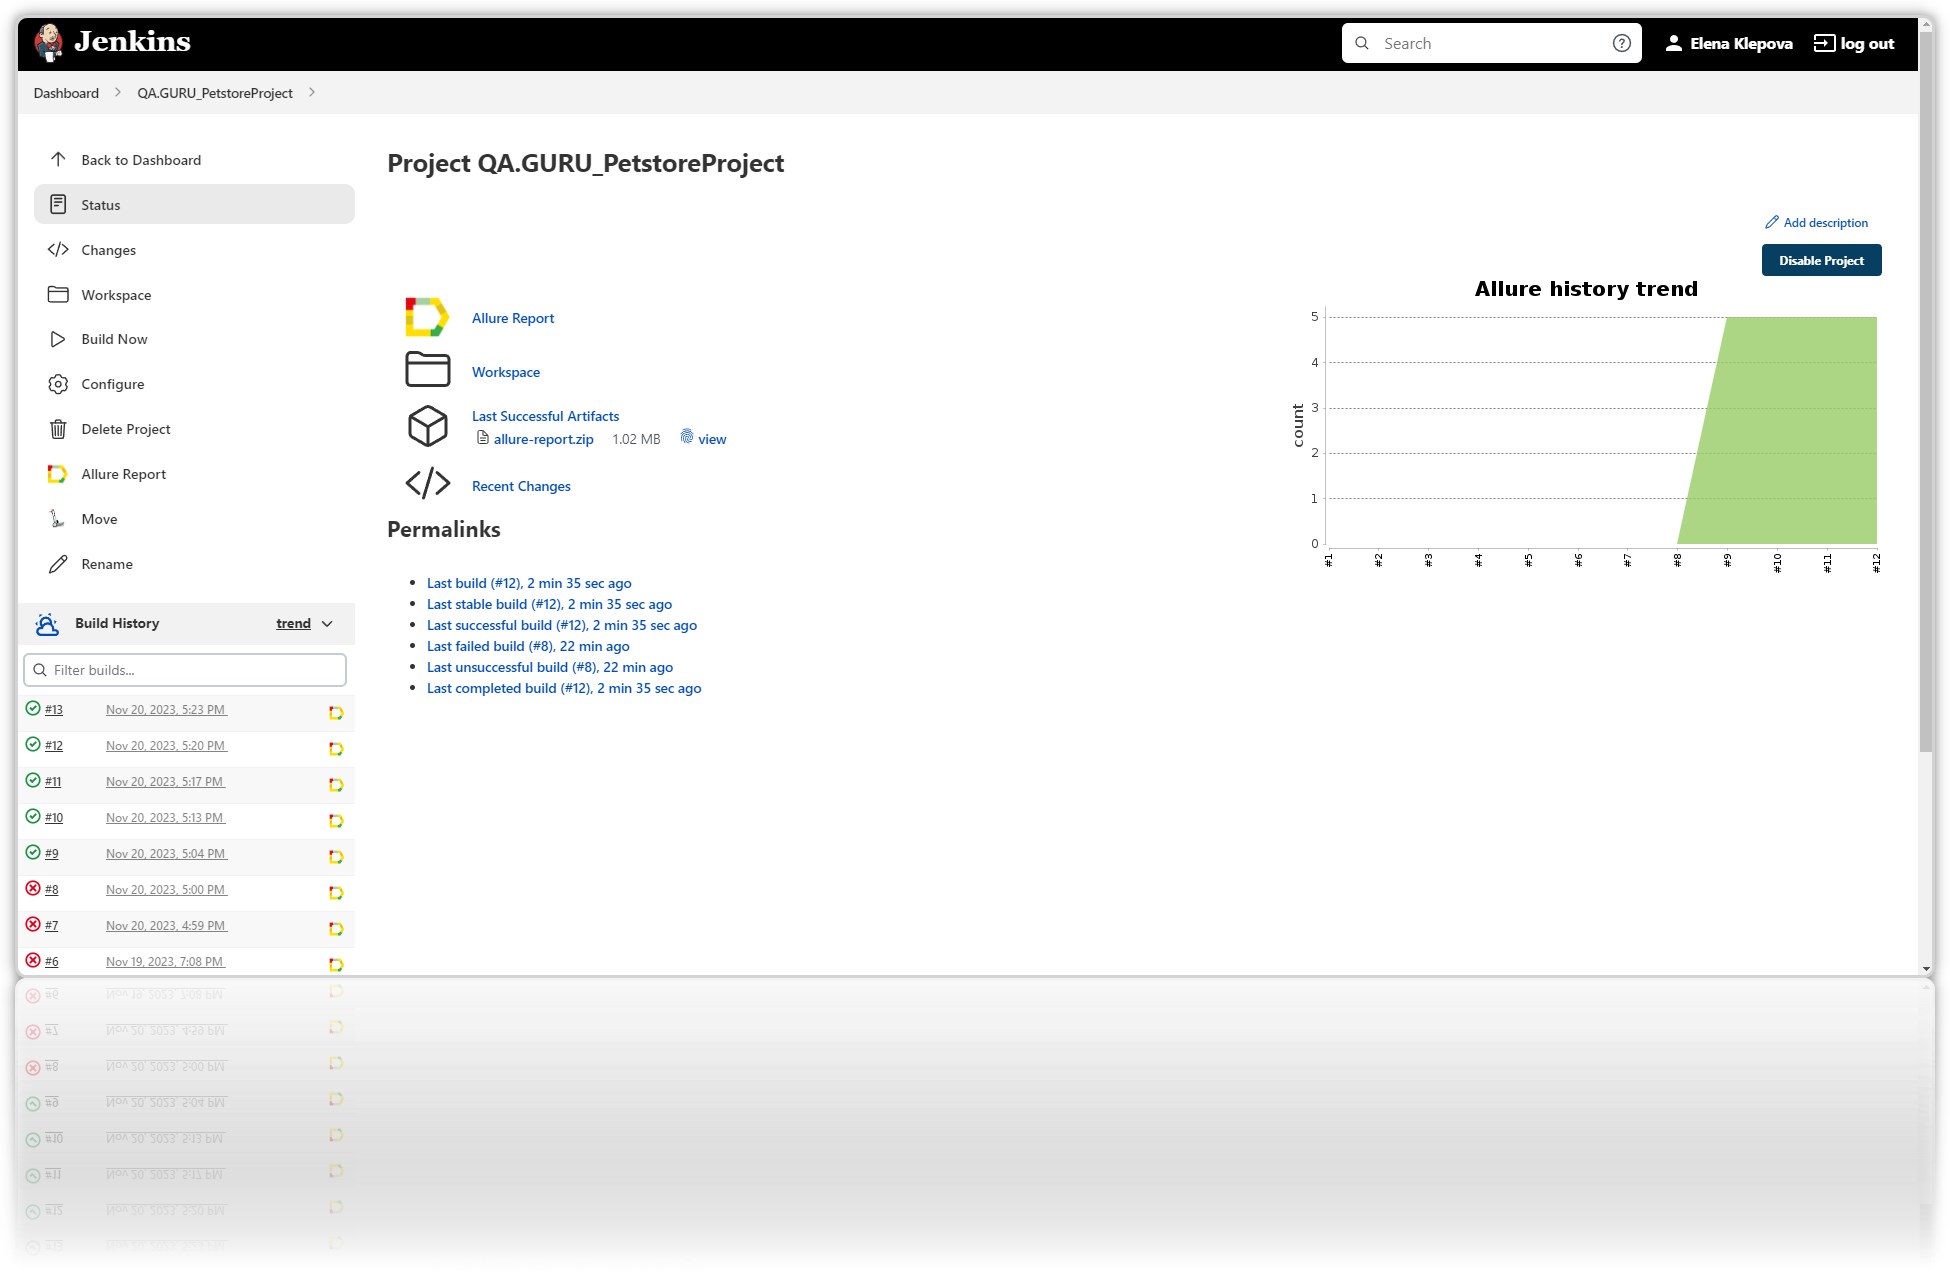 Jenkins
Search
Elena Klepova
log out
Dashboard
QA.GURU_PetstoreProject
Back to Dashboard
Status
Changes
Workspace
Build Now
Configure
Delete Project
Allure Report
Move
Rename
Build History
trend
Filter builds...
#13 Nov 20, 2023, 5:23 PM
#12 Nov 20, 2023, 5:20 PM
#11 Nov 20, 2023, 5:17 PM
#10 Nov 20, 2023, 5:13 PM
#9 Nov 20, 2023, 5:04 PM
#8 Nov 20, 2023, 5:00 PM
#7 Nov 20, 2023, 4:59 PM
#6 Nov 19, 2023, 7:08 PM
Project QA.GURU_PetstoreProject
Add description
Disable Project
Allure Report
Workspace
Last Successful Artifacts
allure-report.zip 1.02 MB view
Recent Changes
Permalinks
Last build (#12), 2 min 35 sec ago
Last stable build (#12), 2 min 35 sec ago
Last successful build (#12), 2 min 35 sec ago
Last failed build (#8), 22 min ago
Last unsuccessful build (#8), 22 min ago
Last completed build (#12), 2 min 35 sec ago
Allure history trend
count
5
4
3
2
1
0
#1 #2 #3 #4 #5 #6 #7 #8 #9 #10 #11 #12